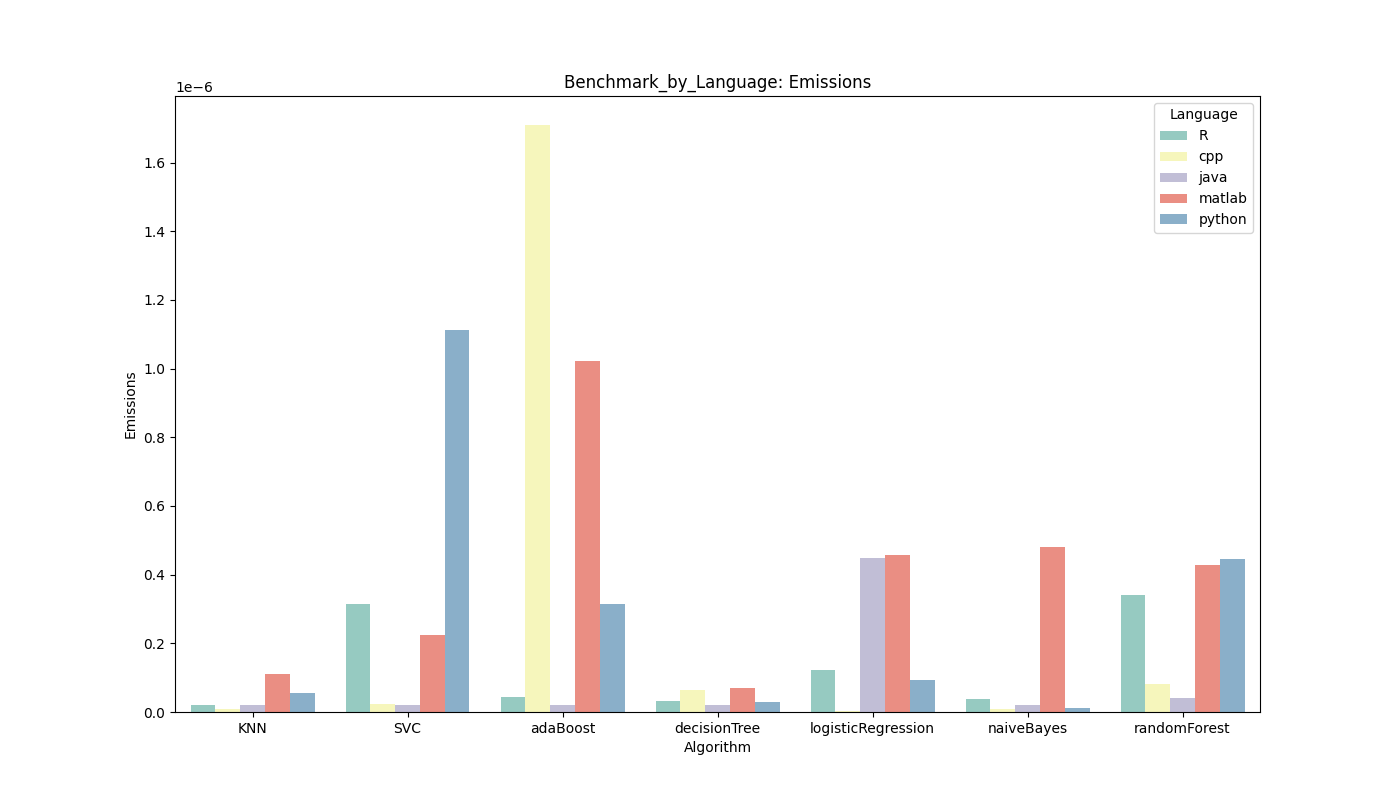 Benchmark_by_Language: Emissions
1e−6
Language
R
cpp
java
matlab
python
1.6
1.4
1.2
1.0
0.8
0.6
0.4
0.2
0.0
Emissions
KNN SVC adaBoost decisionTree logisticRegression naiveBayes randomForest
Algorithm